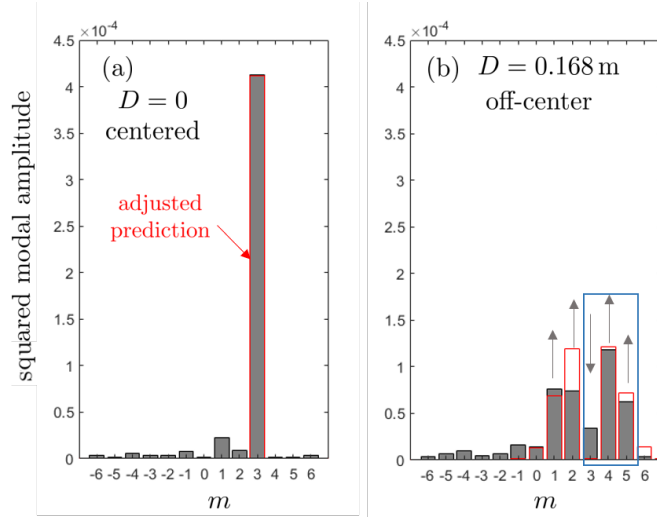 ×10⁻⁴
4.5
4
3.5
3
2.5
2
1.5
1
0.5
0
-6 -5 -4 -3 -2 -1 0 1 2 3 4 5 6
m
squared modal amplitude
(a)
D = 0
centered
adjusted
prediction
×10⁻⁴
4.5
4
3.5
3
2.5
2
1.5
1
0.5
0
-6 -5 -4 -3 -2 -1 0 1 2 3 4 5 6
m
(b) D = 0.168 m
off-center